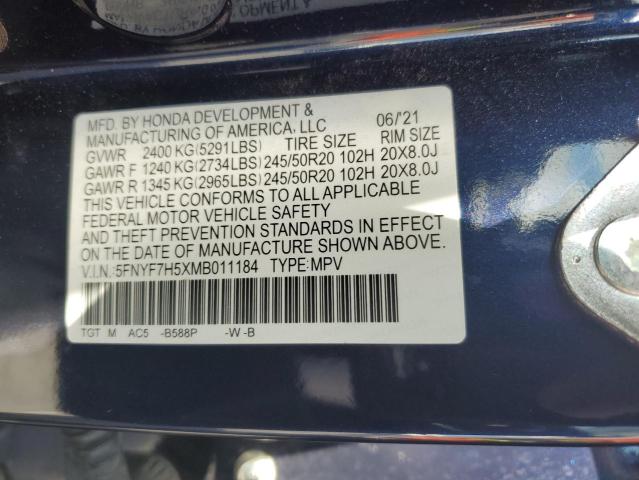 MFD. BY HONDA DEVELOPMENT & 06/'21
MANUFACTURING OF AMERICA, LLC
GVWR 2400 KG(5291LBS) TIRE SIZE RIM SIZE
GAWR F 1240 KG(2734LBS) 245/50R20 102H 20X8.0J
GAWR R 1345 KG(2965LBS) 245/50R20 102H 20X8.0J
THIS VEHICLE CONFORMS TO ALL APPLICABLE
FEDERAL MOTOR VEHICLE SAFETY
AND THEFT PREVENTION STANDARDS IN EFFECT
ON THE DATE OF MANUFACTURE SHOWN ABOVE.
V.I.N.:5FNYF7H5XMB011184 TYPE:MPV
TGT M AC5 -B588P -W -B